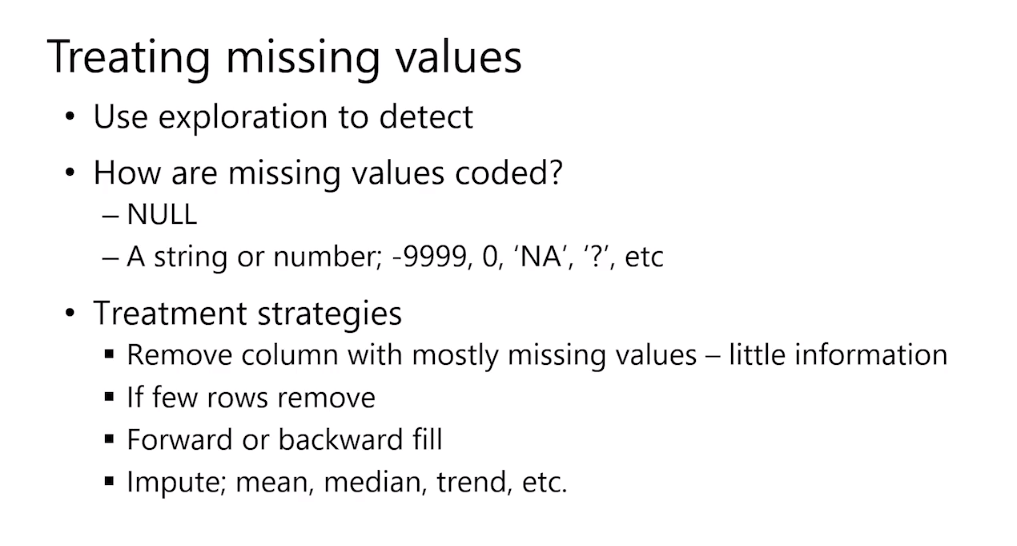 Treating missing values
• Use exploration to detect
• How are missing values coded?
– NULL
– A string or number; -9999, 0, ‘NA’, ‘?’, etc
• Treatment strategies
▪ Remove column with mostly missing values – little information
▪ If few rows remove
▪ Forward or backward fill
▪ Impute; mean, median, trend, etc.